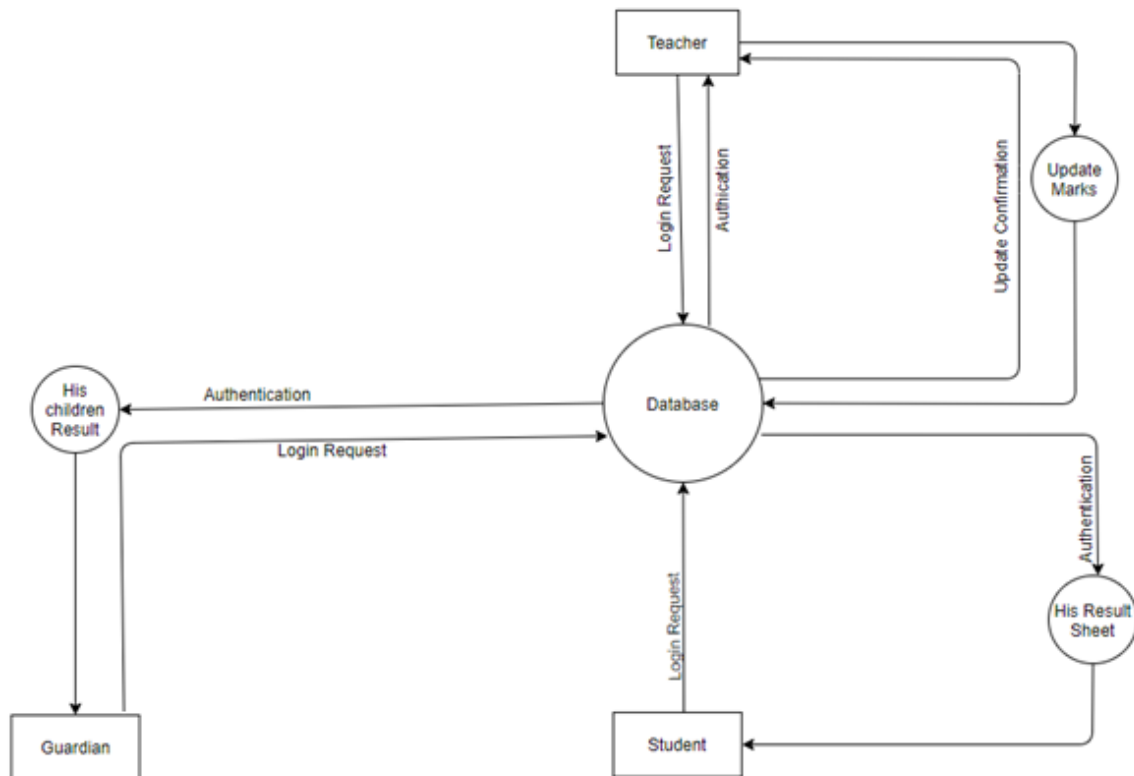 Teacher
Login Request
Authication
Update Confirmation
Update
Marks
His
children
Result
Authentication
Login Request
Database
Authentication
Login Request
His Result
Sheet
Guardian
Student